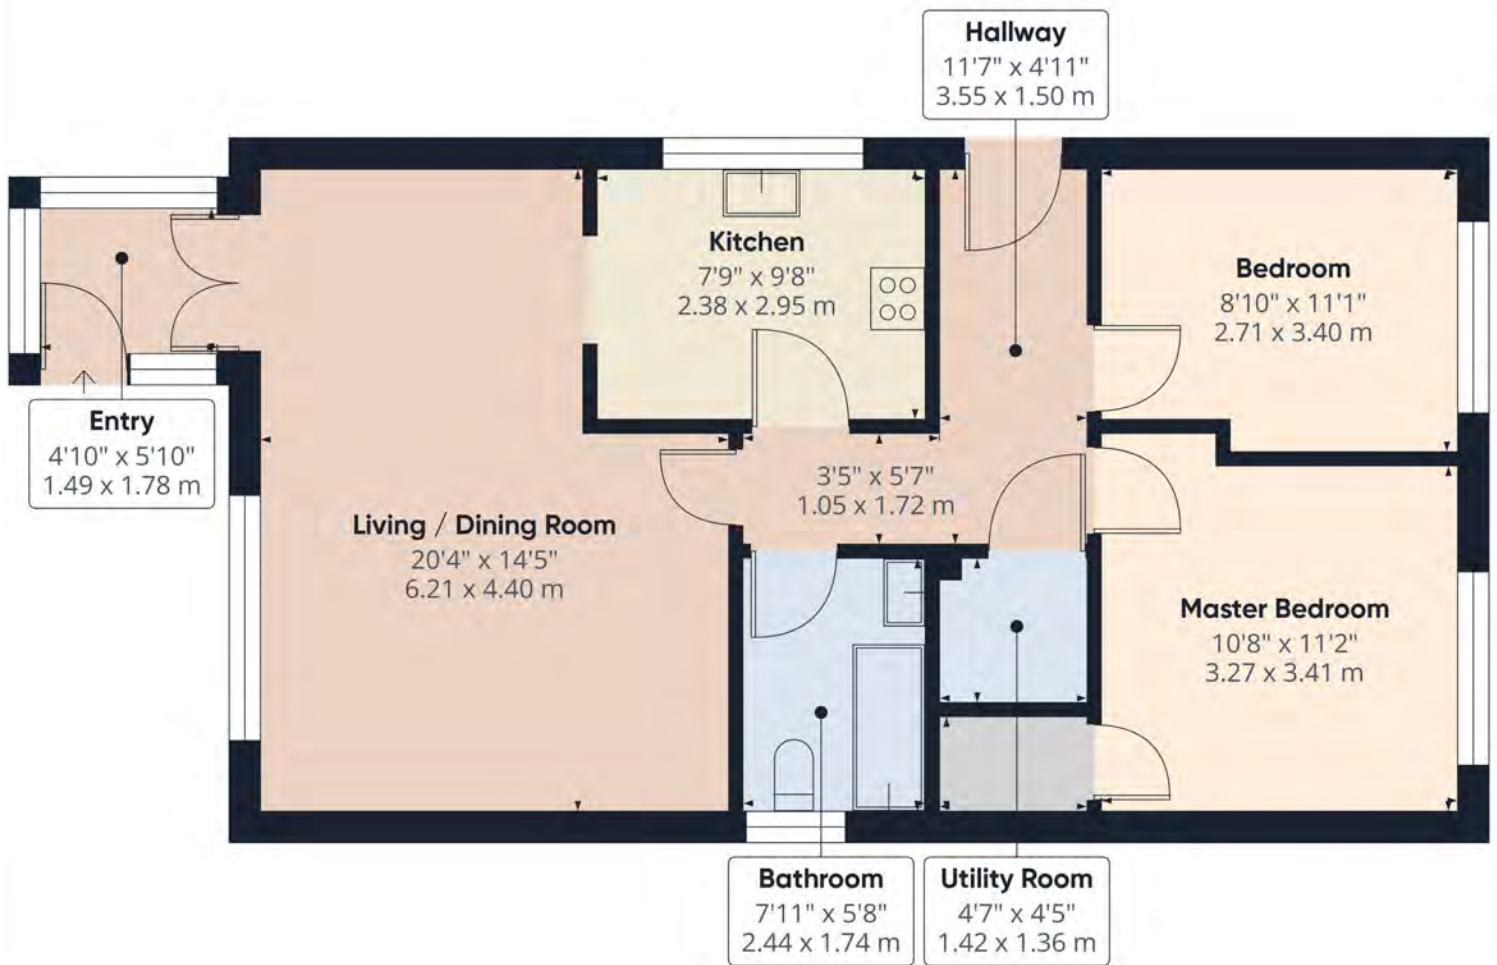 Hallway
11'7" x 4'11"
3.55 x 1.50 m
Kitchen
7'9" x 9'8"
2.38 x 2.95 m
Bedroom
8'10" x 11'1"
2.71 x 3.40 m
Entry
4'10" x 5'10"
1.49 x 1.78 m
3'5" x 5'7"
1.05 x 1.72 m
Living / Dining Room
20'4" x 14'5"
6.21 x 4.40 m
Master Bedroom
10'8" x 11'2"
3.27 x 3.41 m
Bathroom
7'11" x 5'8"
2.44 x 1.74 m
Utility Room
4'7" x 4'5"
1.42 x 1.36 m